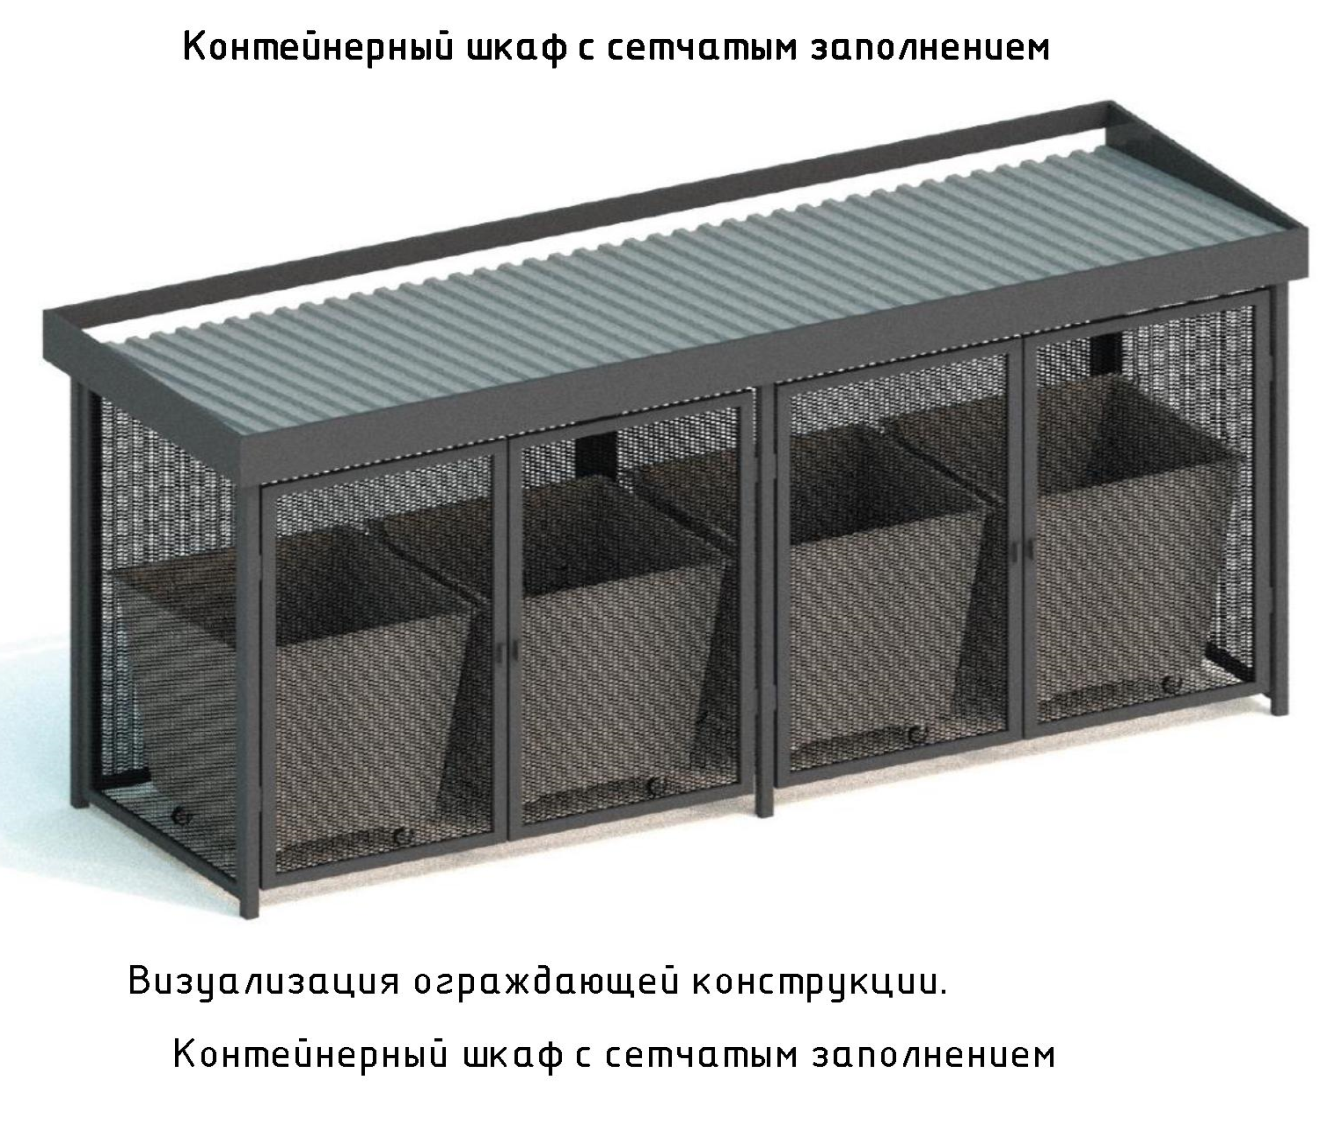 Контейнерный шкаф с сетчатым заполнением
Визуализация ограждающей конструкции.
Контейнерный шкаф с сетчатым заполнением